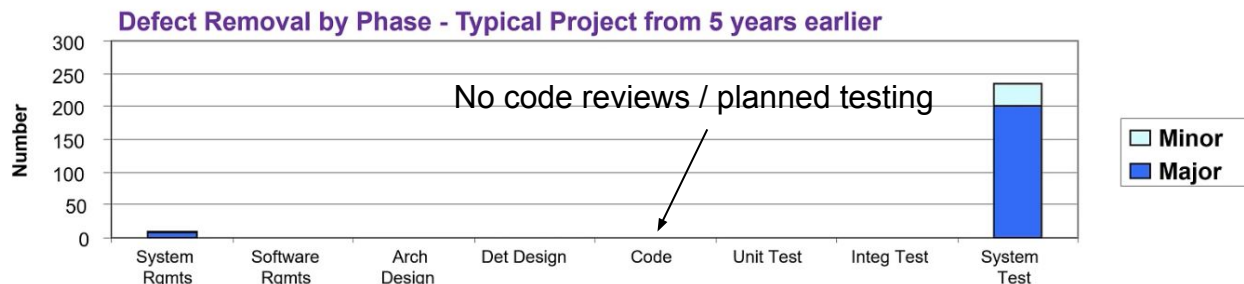 Defect Removal by Phase - Typical Project from 5 years earlier
300
250
200
150
100
50
0
Number
No code reviews / planned testing
Minor
Major
System
Rqmts
Software
Rqmts
Arch
Design
Det Design
Code
Unit Test
Integ Test
System
Test